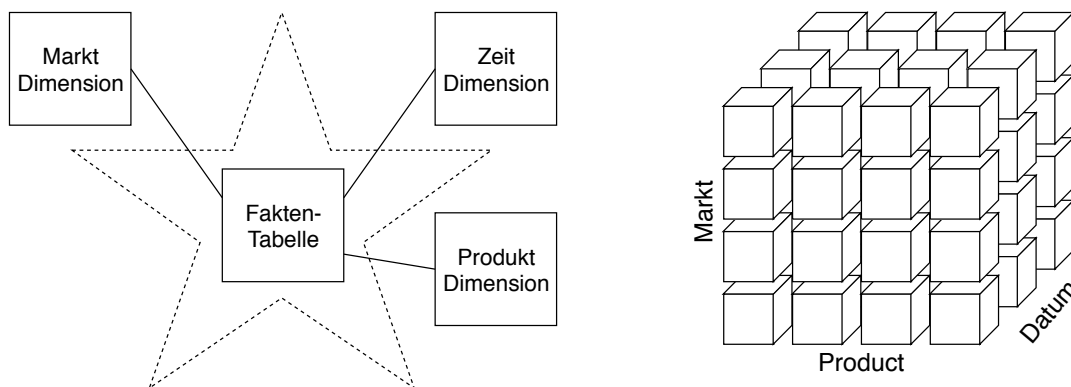 Markt
Dimension
Zeit
Dimension
Fakten-
Tabelle
Produkt
Dimension
Markt
Product
Datum